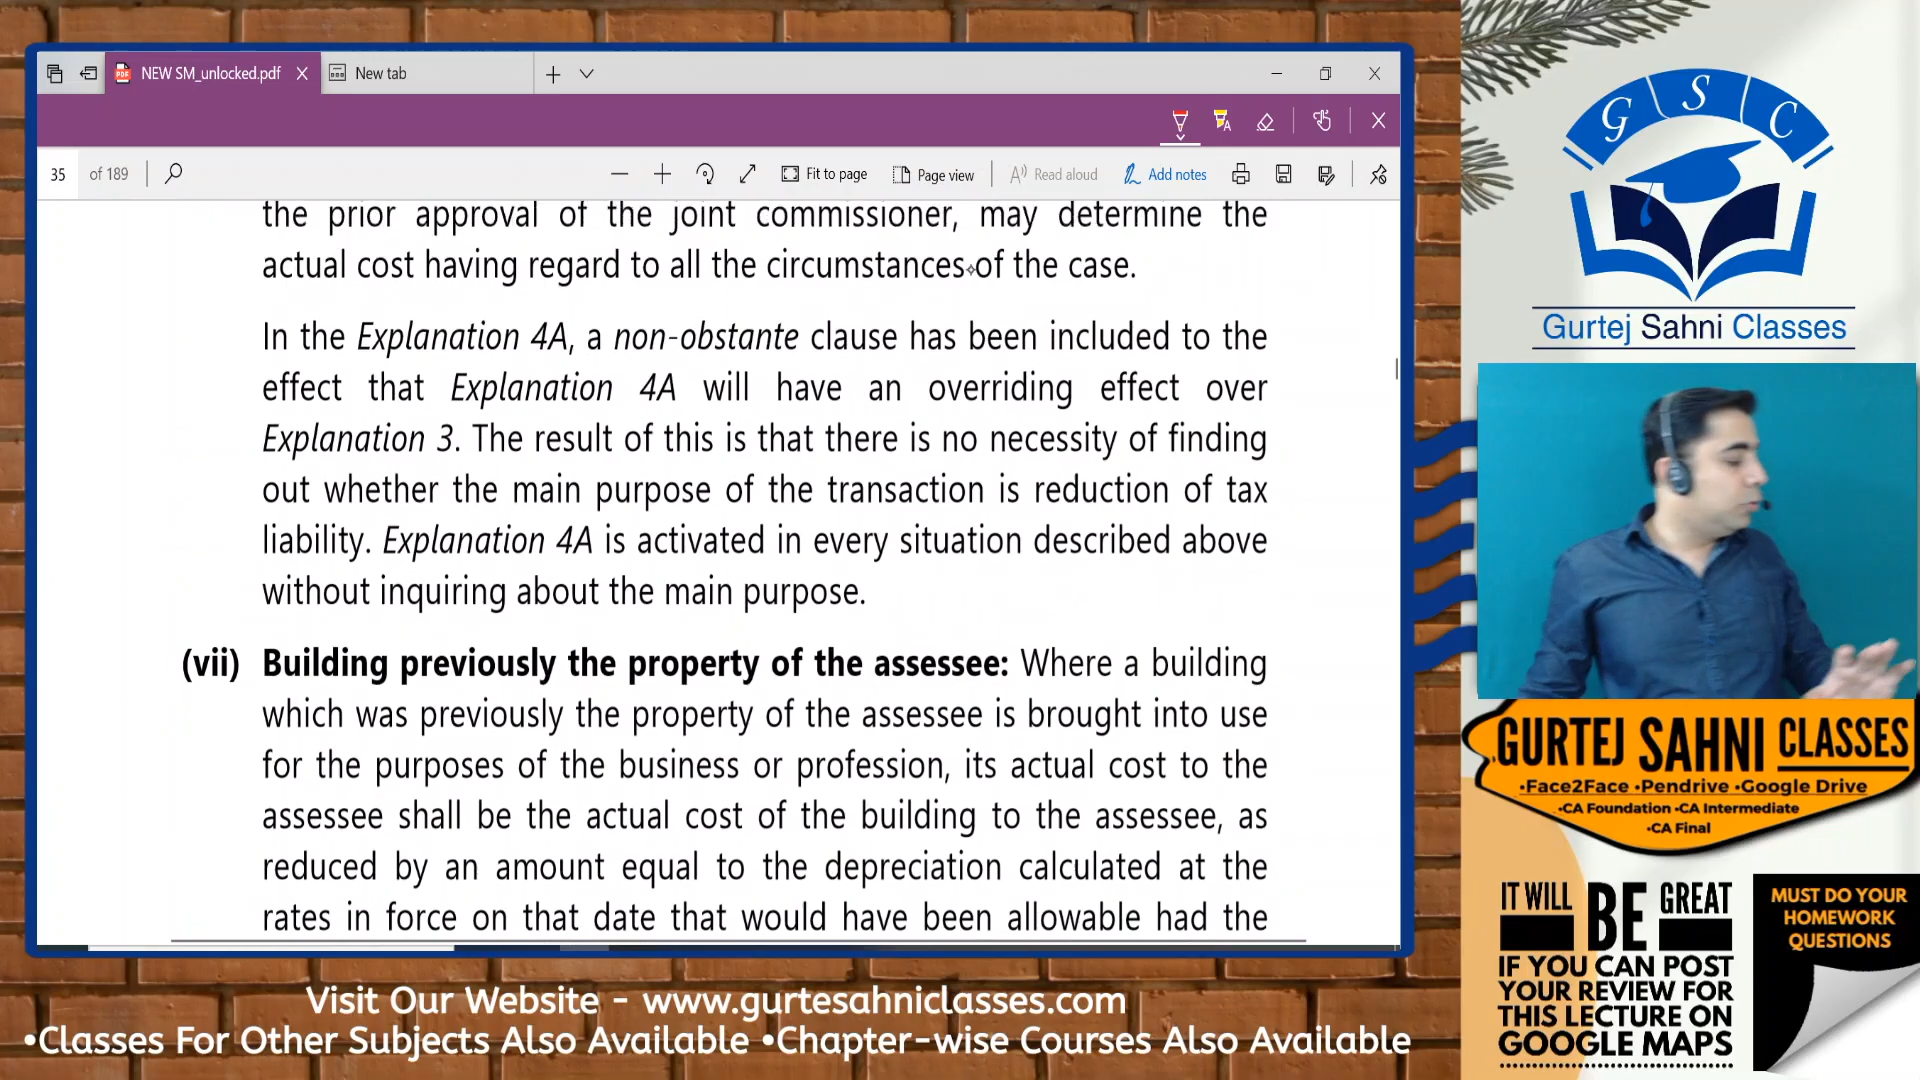 NEW SM_unlocked.pdf
New tab
35 of 189
Fit to page
Page view
Read aloud
Add notes
the prior approval of the joint commissioner, may determine the
actual cost having regard to all the circumstances of the case.
In the Explanation 4A, a non-obstante clause has been included to the
effect that Explanation 4A will have an overriding effect over
Explanation 3. The result of this is that there is no necessity of finding
out whether the main purpose of the transaction is reduction of tax
liability. Explanation 4A is activated in every situation described above
without inquiring about the main purpose.
(vii) Building previously the property of the assessee: Where a building
which was previously the property of the assessee is brought into use
for the purposes of the business or profession, its actual cost to the
assessee shall be the actual cost of the building to the assessee, as
reduced by an amount equal to the depreciation calculated at the
rates in force on that date that would have been allowable had the
GSC
Gurtej Sahni Classes
GURTEJ SAHNI CLASSES
•Face2Face •Pendrive •Google Drive
•CA Foundation •CA Intermediate
•CA Final
IT WILL BE GREAT
IF YOU CAN POST
YOUR REVIEW FOR
THIS LECTURE ON
GOOGLE MAPS
MUST DO YOUR
HOMEWORK
QUESTIONS
Visit Our Website - www.gurtesahniclasses.com
•Classes For Other Subjects Also Available •Chapter-wise Courses Also Available